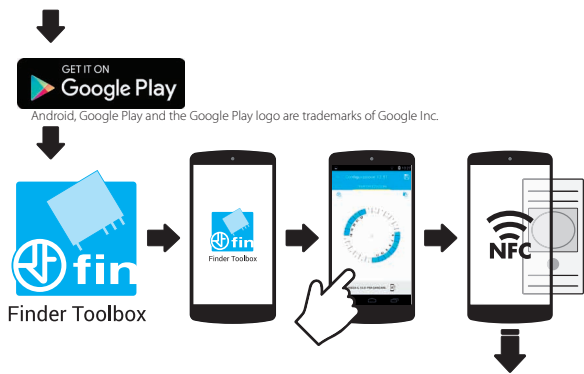 GET IT ON
Google Play
Android, Google Play and the Google Play logo are trademarks of Google Inc.
fin
Finder Toolbox
fin
Finder Toolbox
NFC